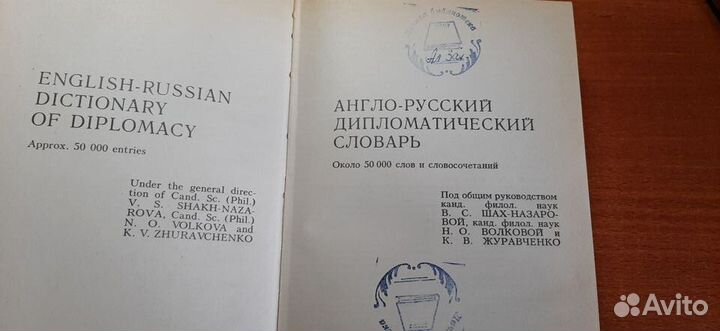 ENGLISH-RUSSIAN
DICTIONARY
OF DIPLOMACY
Approx. 50 000 entries
Under the general direc-
tion of Cand. Sc. (Phil.)
V. S. SHAKH-NAZA-
ROVA, Cand. Sc. (Phil.)
N. O. VOLKOVA and
K. V. ZHURAVCHENKO
АНГЛО-РУССКИЙ
ДИПЛОМАТИЧЕСКИЙ
СЛОВАРЬ
Около 50 000 слов и словосочетаний
Под общим руководством
канд. филол. наук
В. С. ШАХ-НАЗАРО-
ВОЙ, канд. филол. наук
Н. О. ВОЛКОВОЙ и
К. В. ЖУРАВЧЕНКО
библиотека
Avito